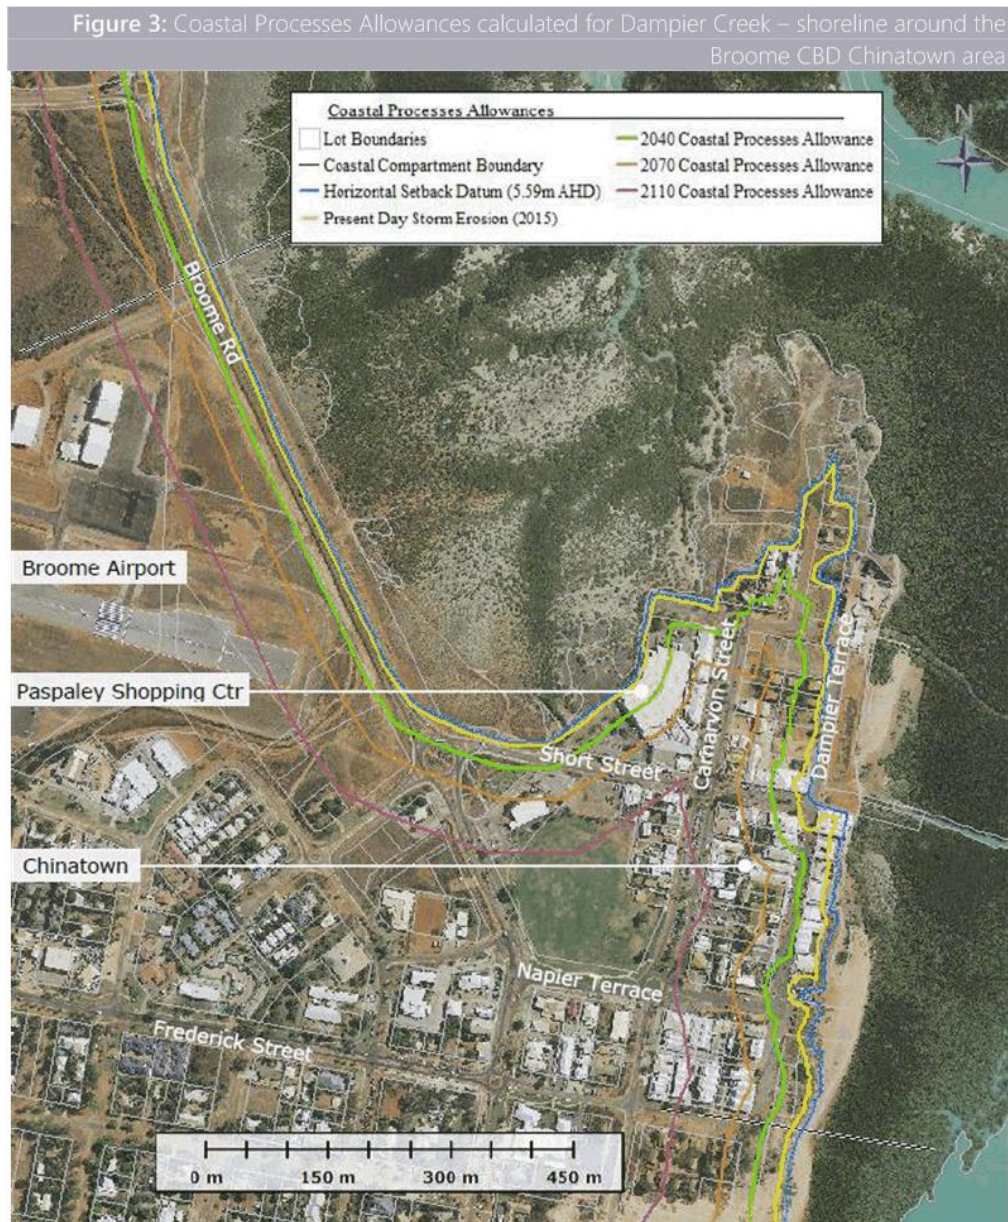 Figure 3: Coastal Processes Allowances calculated for Dampier Creek – shoreline around the
Broome CBD Chinatown area
Coastal Processes Allowances
Lot Boundaries
Coastal Compartment Boundary
Horizontal Setback Datum (5.59m AHD)
Present Day Storm Erosion (2015)
2040 Coastal Processes Allowance
2070 Coastal Processes Allowance
2110 Coastal Processes Allowance
N
Broome Rd
Broome Airport
Paspaley Shopping Ctr
Short Street
Carnarvon Street
Dampier Terrace
Chinatown
Napier Terrace
Frederick Street
0 m 150 m 300 m 450 m